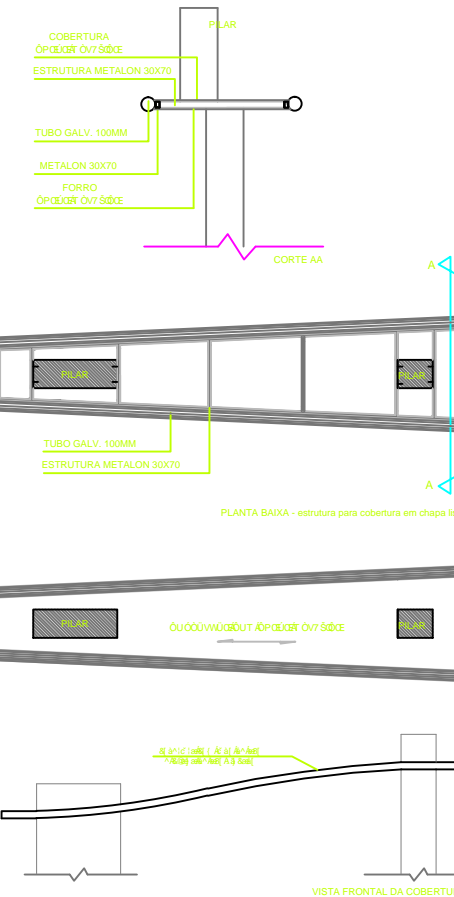 PILAR
COBERTURA
ESTRUTURA METALON 30X70
TUBO GALV. 100MM
METALON 30X70
FORRO
CORTE AA
A
PILAR
PILAR
TUBO GALV. 100MM
ESTRUTURA METALON 30X70
A
PLANTA BAIXA - estrutura para cobertura em chapa
PILAR
PILAR
VISTA FRONTAL DA